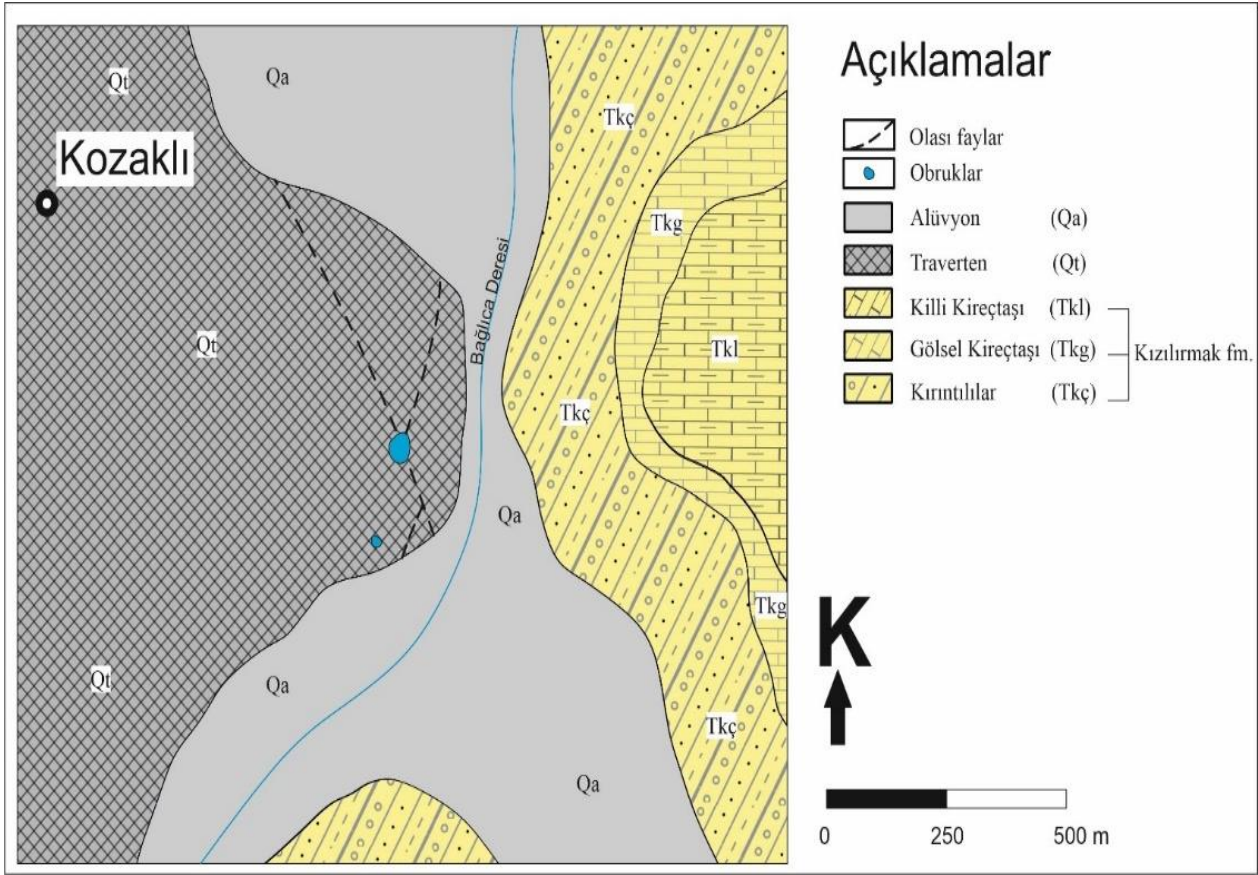 Qt
Qa
Kozaklı
Tkç
Tkg
Bağlıca Deresi
Qt
Tkl
Tkç
Qa
Tkg
Qt
Qa
Tkç
Qa
Açıklamalar
Olası faylar
Obruklar
Alüvyon (Qa)
Traverten (Qt)
Killi Kireçtaşı (Tkl)
Gölsel Kireçtaşı (Tkg)
Kızılırmak fm.
Kırıntılılar (Tkç)
K
0 250 500 m